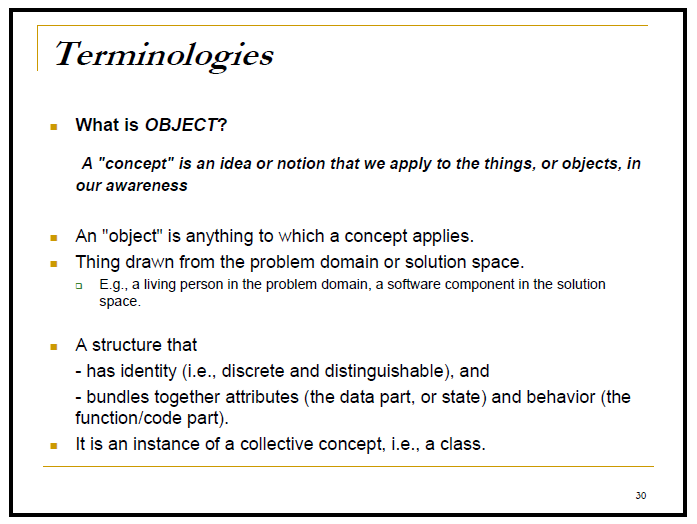 Terminologies
What is OBJECT?
A "concept" is an idea or notion that we apply to the things, or objects, in
our awareness
An "object" is anything to which a concept applies.
Thing drawn from the problem domain or solution space.
E.g., a living person in the problem domain, a software component in the solution
space.
A structure that
- has identity (i.e., discrete and distinguishable), and
- bundles together attributes (the data part, or state) and behavior (the
function/code part).
It is an instance of a collective concept, i.e., a class.
30